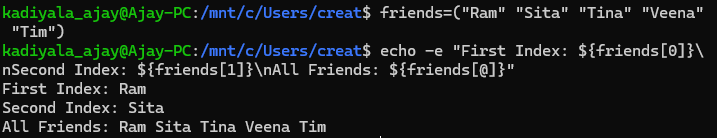 kadiyala_ajay@Ajay-PC:/mnt/c/Users/creat$ friends=("Ram" "Sita" "Tina" "Veena"
 "Tim")
kadiyala_ajay@Ajay-PC:/mnt/c/Users/creat$ echo -e "First Index: ${friends[0]}\
nSecond Index: ${friends[1]}\nAll Friends: ${friends[@]}"
First Index: Ram
Second Index: Sita
All Friends: Ram Sita Tina Veena Tim